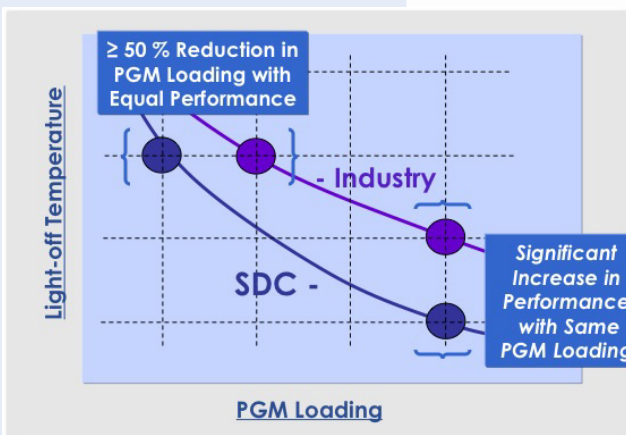 ≥ 50 % Reduction in
PGM Loading with
Equal Performance
- Industry
SDC -
Significant
Increase in
Performance
with Same
PGM Loading
Light-off Temperature
PGM Loading